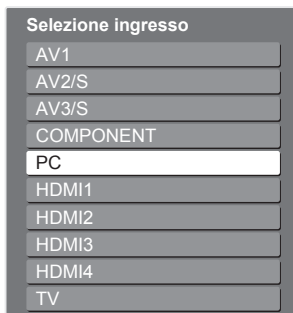 Selezione ingresso
AV1
AV2/S
AV3/S
COMPONENT
PC
HDMI1
HDMI2
HDMI3
HDMI4
TV